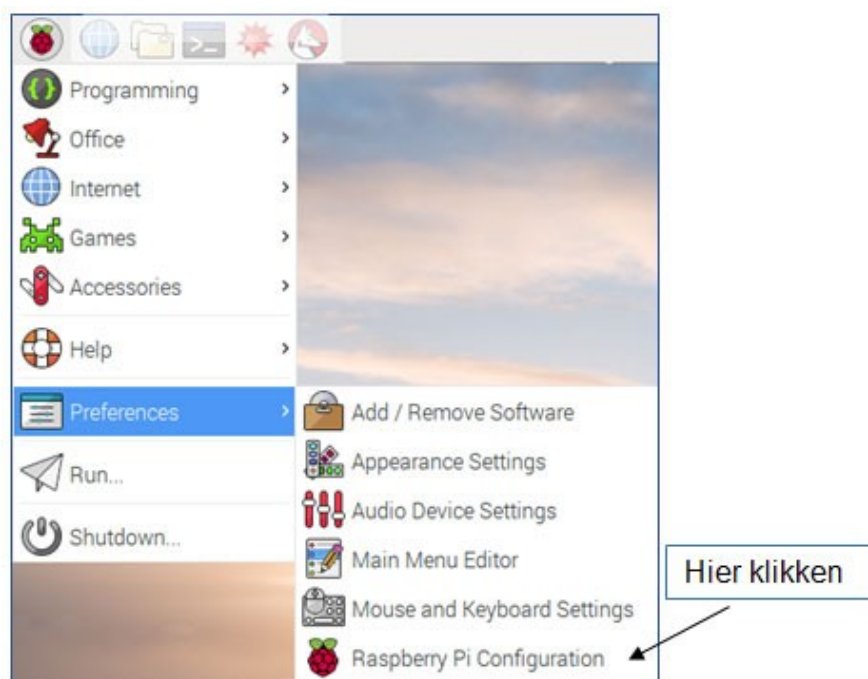 Programming
Office
Internet
Games
Accessories
Help
Preferences
Run...
Shutdown...
Add / Remove Software
Appearance Settings
Audio Device Settings
Main Menu Editor
Mouse and Keyboard Settings
Raspberry Pi Configuration
Hier klikken